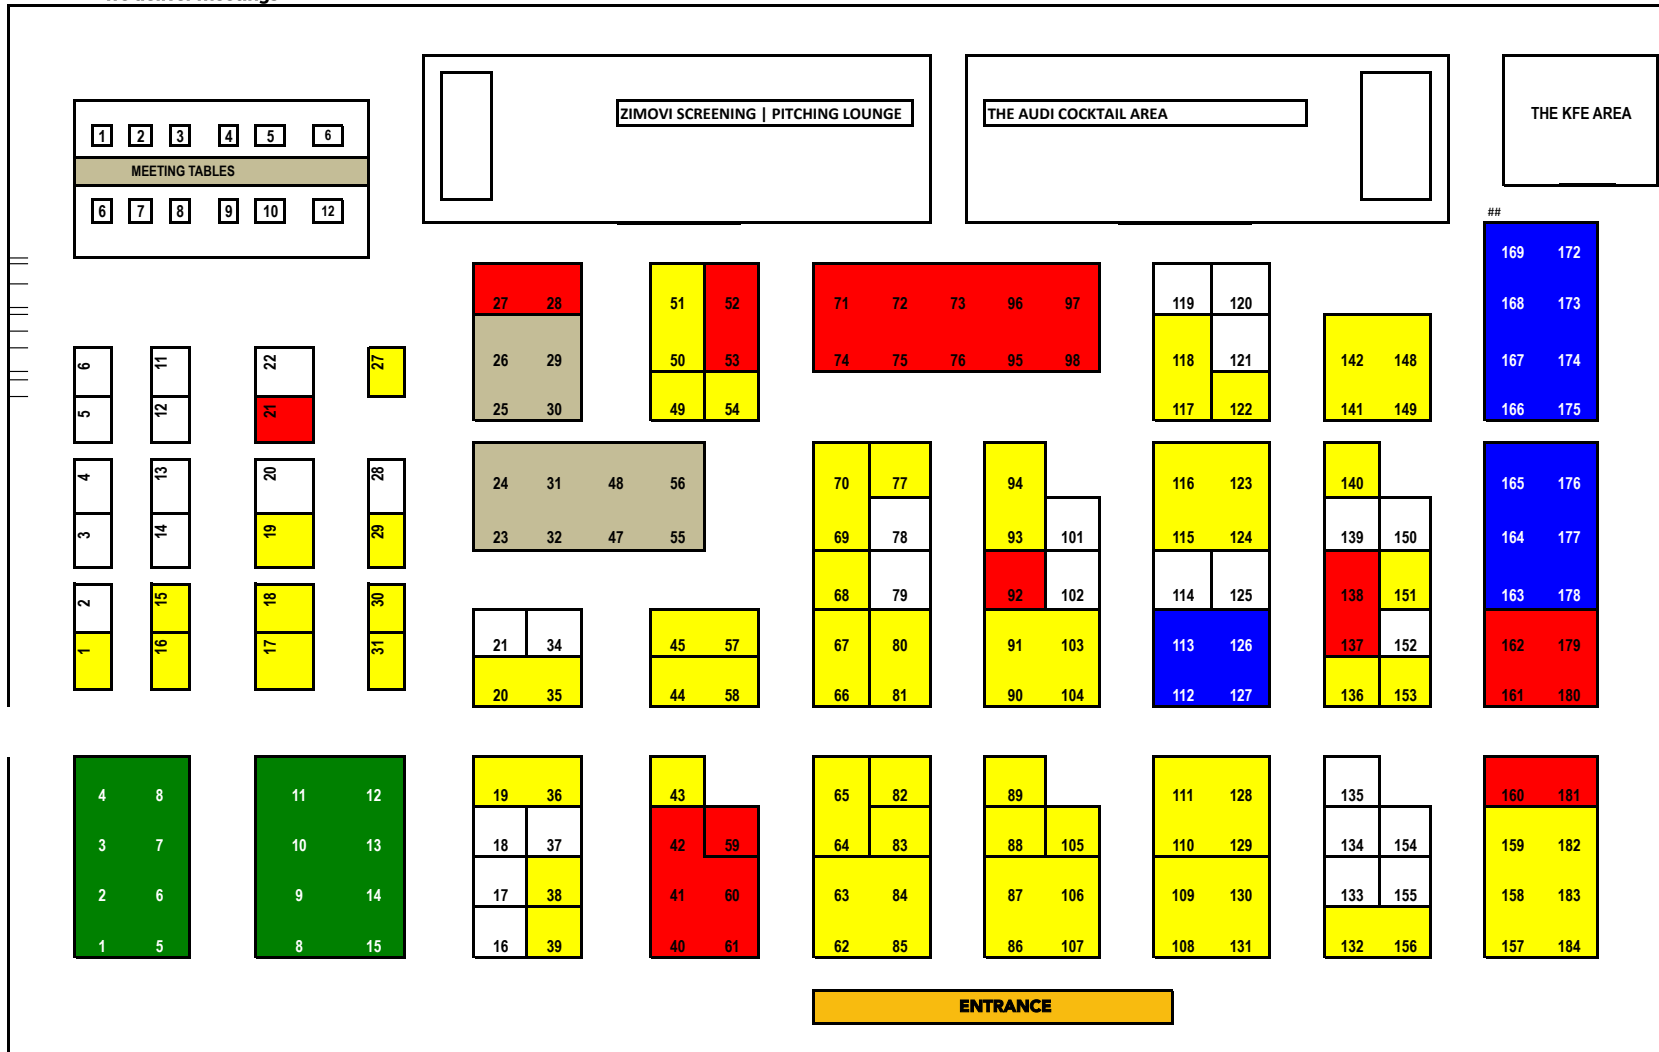 ZIMOVI SCREENING | PITCHING LOUNGE
THE AUDI COCKTAIL AREA
THE KFE AREA
1 2 3 4 5 6
MEETING TABLES
6 7 8 9 10 12
##
169 172
27 28 51 52 71 72 73 96 97 119 120 168 173
6 11 22 27 26 29 50 53 74 75 76 95 98 118 121 142 148 167 174
5 12 21 25 30 49 54 117 122 141 149 166 175
4 13 20 28 24 31 48 56 70 77 94 116 123 140 165 176
3 14 19 29 23 32 47 55 69 78 93 101 115 124 139 150 164 177
2 15 18 30 68 79 92 102 114 125 138 151 163 178
1 16 17 31 21 34 45 57 67 80 91 103 113 126 137 152 162 179
20 35 44 58 66 81 90 104 112 127 136 153 161 180
4 8 11 12 19 36 43 65 82 89 111 128 135 160 181
3 7 10 13 18 37 42 59 64 83 88 105 110 129 134 154 159 182
2 6 9 14 17 38 41 60 63 84 87 106 109 130 133 155 158 183
1 5 8 15 16 39 40 61 62 85 86 107 108 131 132 156 157 184
ENTRANCE